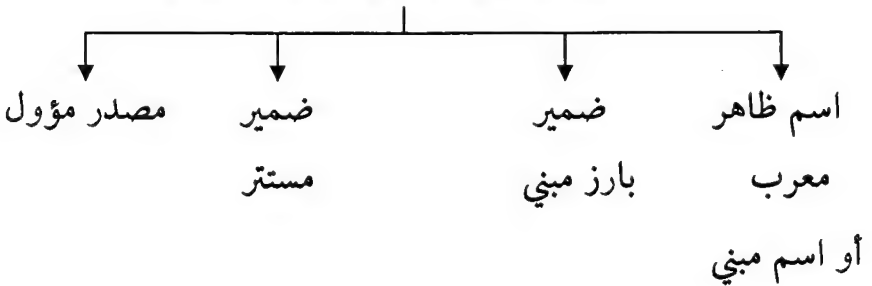 اسم ظاهر ضمير ضمير مصدر مؤول
معرب بارز مبني مستتر
أو اسم مبني